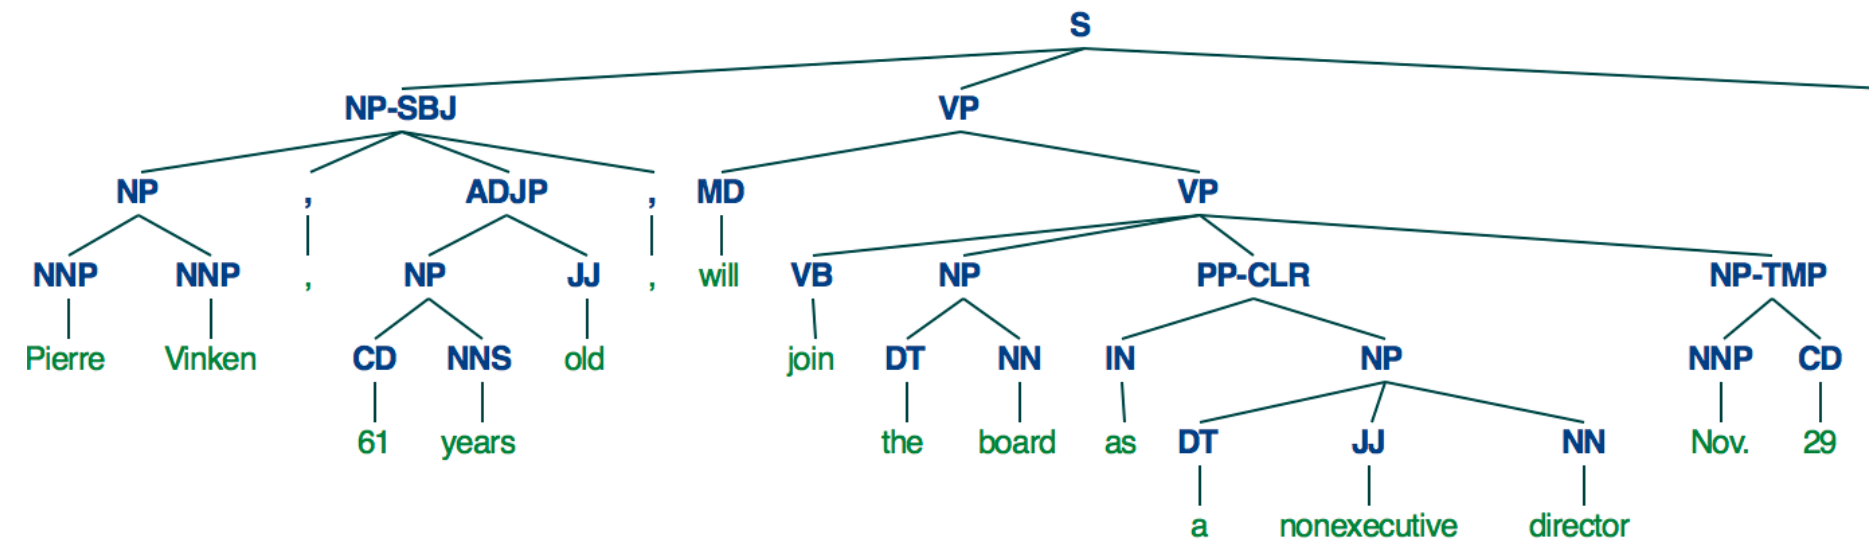 S
NP-SBJ VP
NP , ADJP , MD VP
NNP NNP , NP JJ , will VB NP PP-CLR NP-TMP
Pierre Vinken CD NNS old join DT NN IN NP NNP CD
61 years the board as DT JJ NN Nov. 29
a nonexecutive director